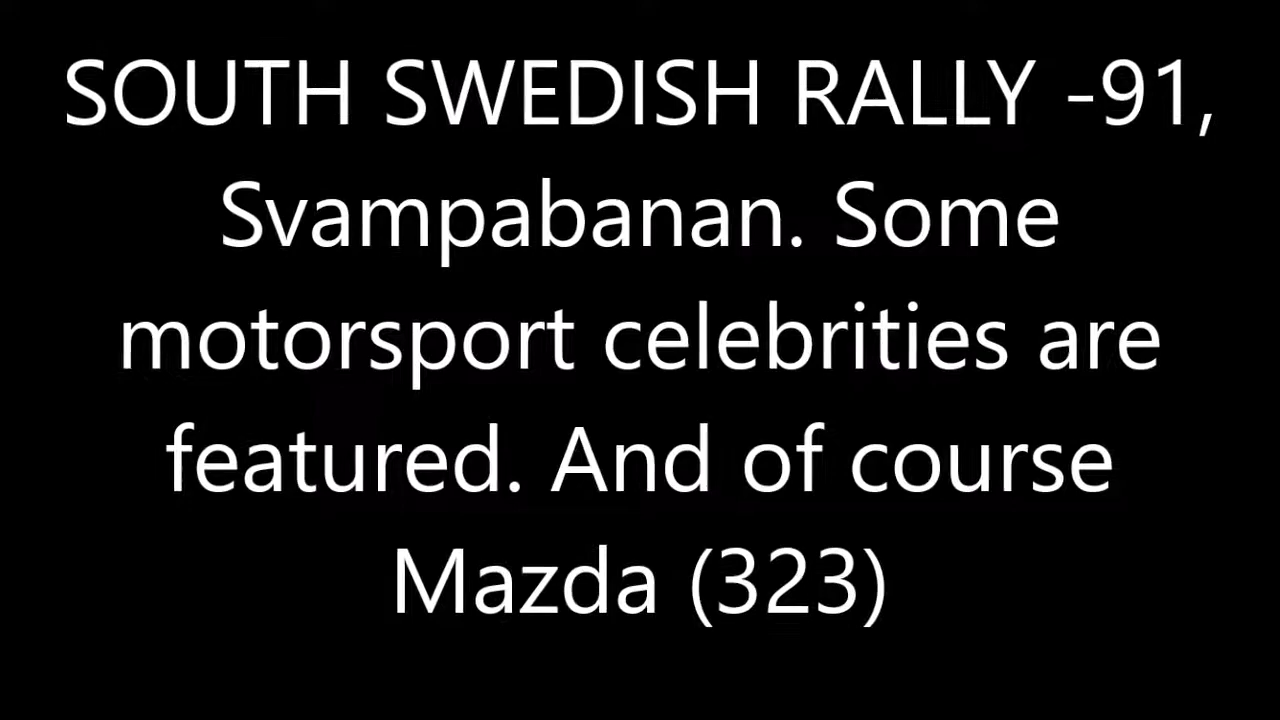 SOUTH SWEDISH RALLY -91,
Svampabanan. Some
motorsport celebrities are
featured. And of course
Mazda (323)